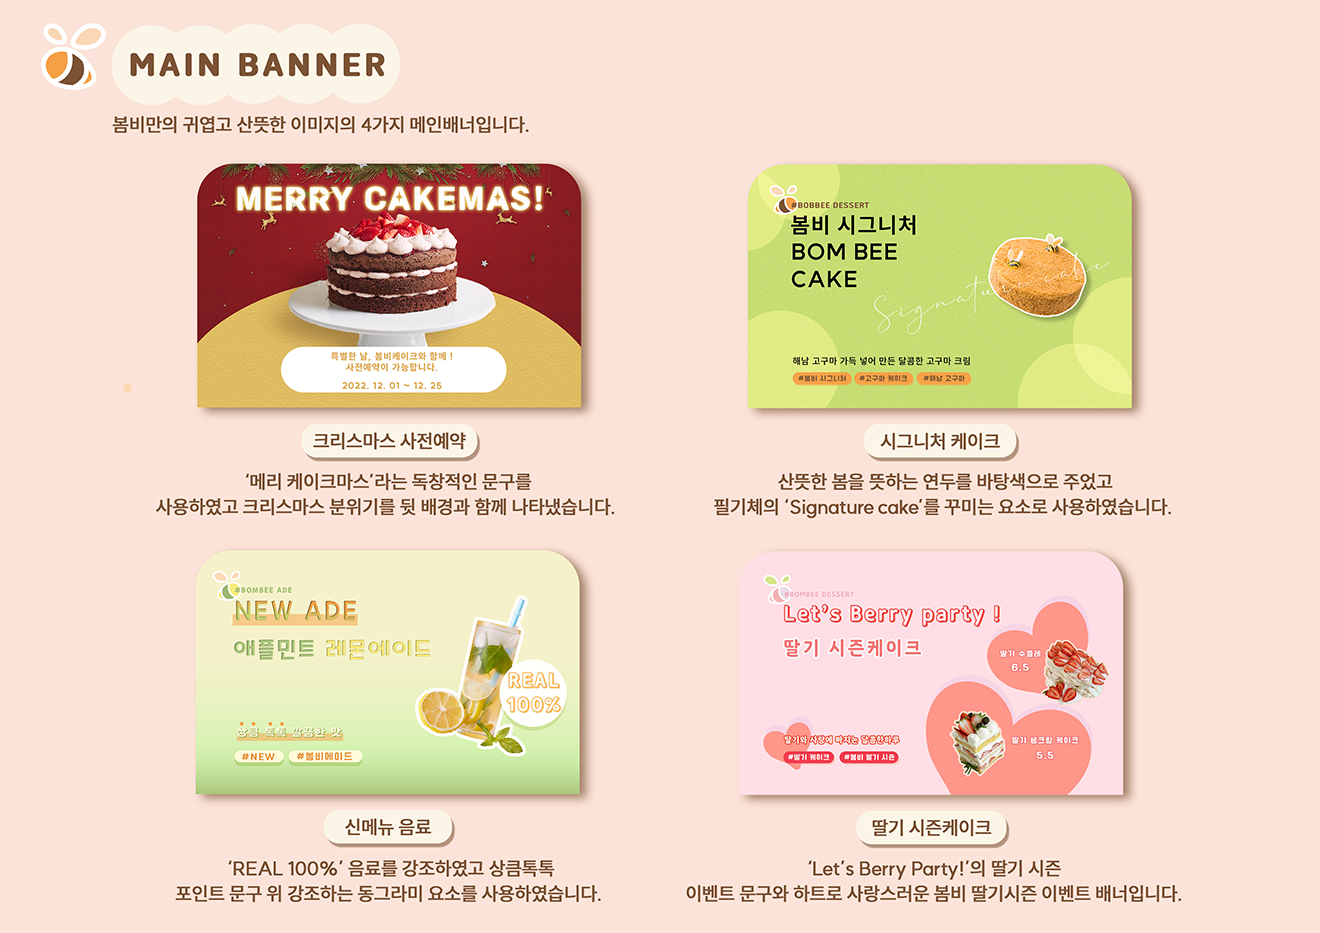 MAIN BANNER
봄비만의 귀엽고 산뜻한 이미지의 4가지 메인배너입니다.
MERRY CAKEMAS!
특별한 날, 봄비케이크와 함께 !
사전예약이 가능합니다.
2022. 12. 01 ~ 12. 25
크리스마스 사전예약
‘메리 케이크마스’라는 독창적인 문구를
사용하였고 크리스마스 분위기를 뒷 배경과 함께 나타냈습니다.
#BOBBEE DESSERT
봄비 시그니처
BOM BEE
CAKE
Signature cake
해남 고구마 가득 넣어 만든 달콤한 고구마 크림
#봄비 시그니처 #고구마 케이크 #해남 고구마
시그니처 케이크
산뜻한 봄을 뜻하는 연두를 바탕색으로 주었고
필기체의 ‘Signature cake’를 꾸미는 요소로 사용하였습니다.
#BOMBEE ADE
NEW ADE
애플민트 레몬에이드
REAL
100%
상큼 톡톡 깔끔한 맛
#NEW #봄비에이드
신메뉴 음료
‘REAL 100%’ 음료를 강조하였고 상큼톡톡
포인트 문구 위 강조하는 동그라미 요소를 사용하였습니다.
#BOMBEE DESSERT
Let's Berry party !
딸기 시즌케이크
딸기 수플레
6.5
딸기 생크림 케이크
5.5
딸기와 사랑에 빠지는 달콤한하루
#딸기 케이크 #봄비 딸기 시즌
딸기 시즌케이크
‘Let’s Berry Party!’의 딸기 시즌
이벤트 문구와 하트로 사랑스러운 봄비 딸기시즌 이벤트 배너입니다.